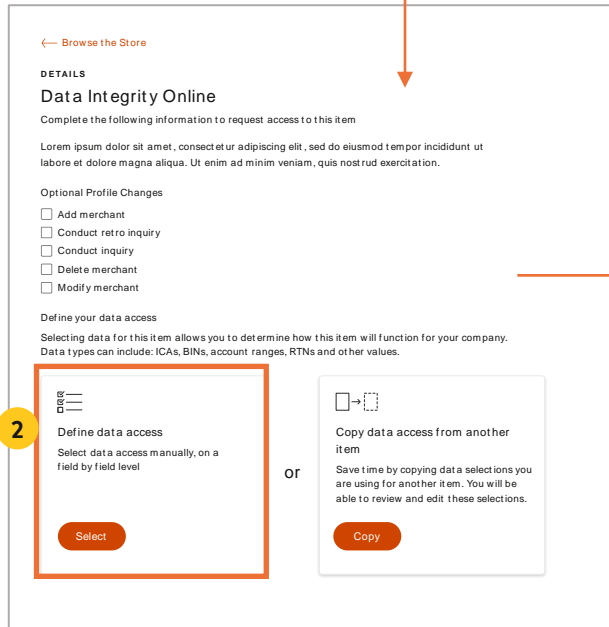 Browse the Store
DETAILS
Data Integrity Online
Complete the following information to request access to this item
Lorem ipsum dolor sit amet, consectetur adipiscing elit, sed do eiusmod tempor incididunt ut
labore et dolore magna aliqua. Ut enim ad minim veniam, quis nostrud exercitation.
Optional Profile Changes
Add merchant
Conduct retro inquiry
Conduct inquiry
Delete merchant
Modify merchant
Define your data access
Selecting data for this item allows you to determine how this item will function for your company.
Data types can include: ICAs, BINs, account ranges, RTNs and other values.
2
Define data access
Select data access manually, on a
field by field level
Select
or
Copy data access from another
item
Save time by copying data selections you
are using for another item. You will be
able to review and edit these selections.
Copy